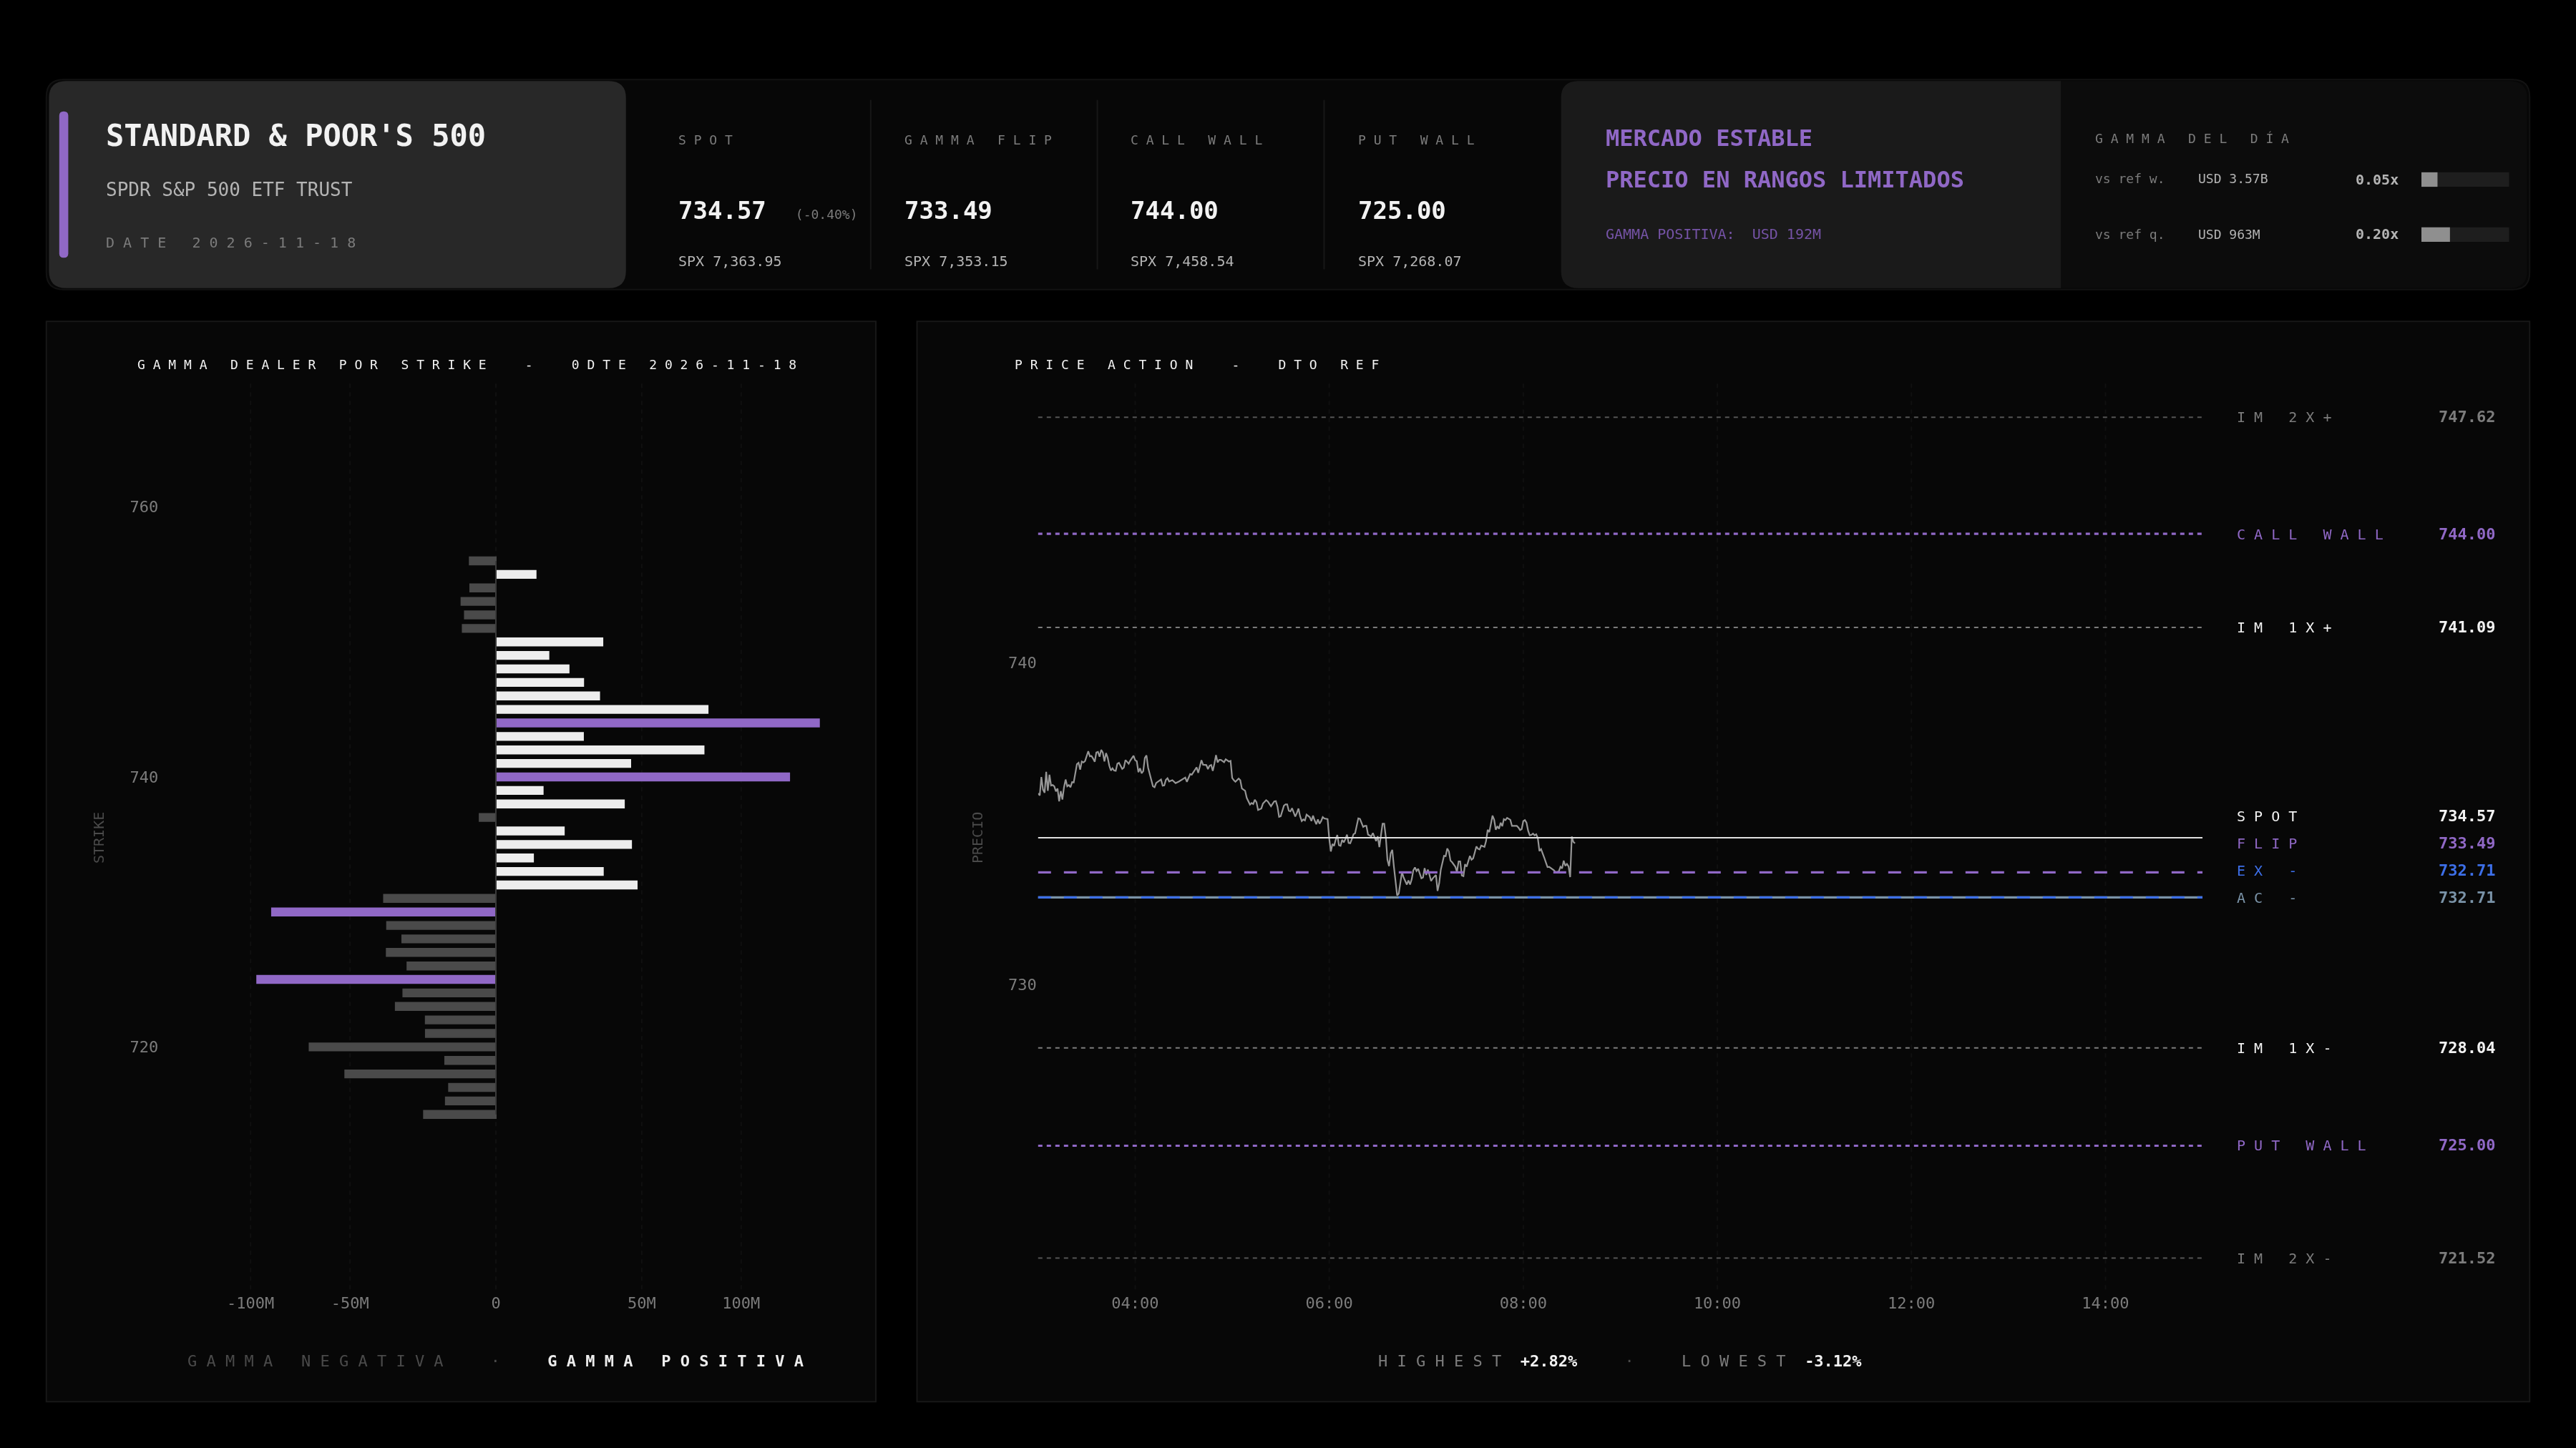 STANDARD & POOR'S 500
SPDR S&P 500 ETF TRUST
DATE 2026-11-18
SPOT
734.57 (-0.40%)
SPX 7,363.95
GAMMA FLIP
733.49
SPX 7,353.15
CALL WALL
744.00
SPX 7,458.54
PUT WALL
725.00
SPX 7,268.07
MERCADO ESTABLE
PRECIO EN RANGOS LIMITADOS
GAMMA POSITIVA: USD 192M
GAMMA DEL DÍA
vs ref w. USD 3.57B 0.05x
vs ref q. USD 963M 0.20x
GAMMA DEALER POR STRIKE - 0DTE 2026-11-18
760
740
720
STRIKE
-100M -50M 0 50M 100M
GAMMA NEGATIVA · GAMMA POSITIVA
PRICE ACTION - DTO REF
740
730
PRECIO
IM 2X+ 747.62
CALL WALL 744.00
IM 1X+ 741.09
SPOT 734.57
FLIP 733.49
EX - 732.71
AC - 732.71
IM 1X- 728.04
PUT WALL 725.00
IM 2X- 721.52
04:00 06:00 08:00 10:00 12:00 14:00
HIGHEST +2.82% · LOWEST -3.12%